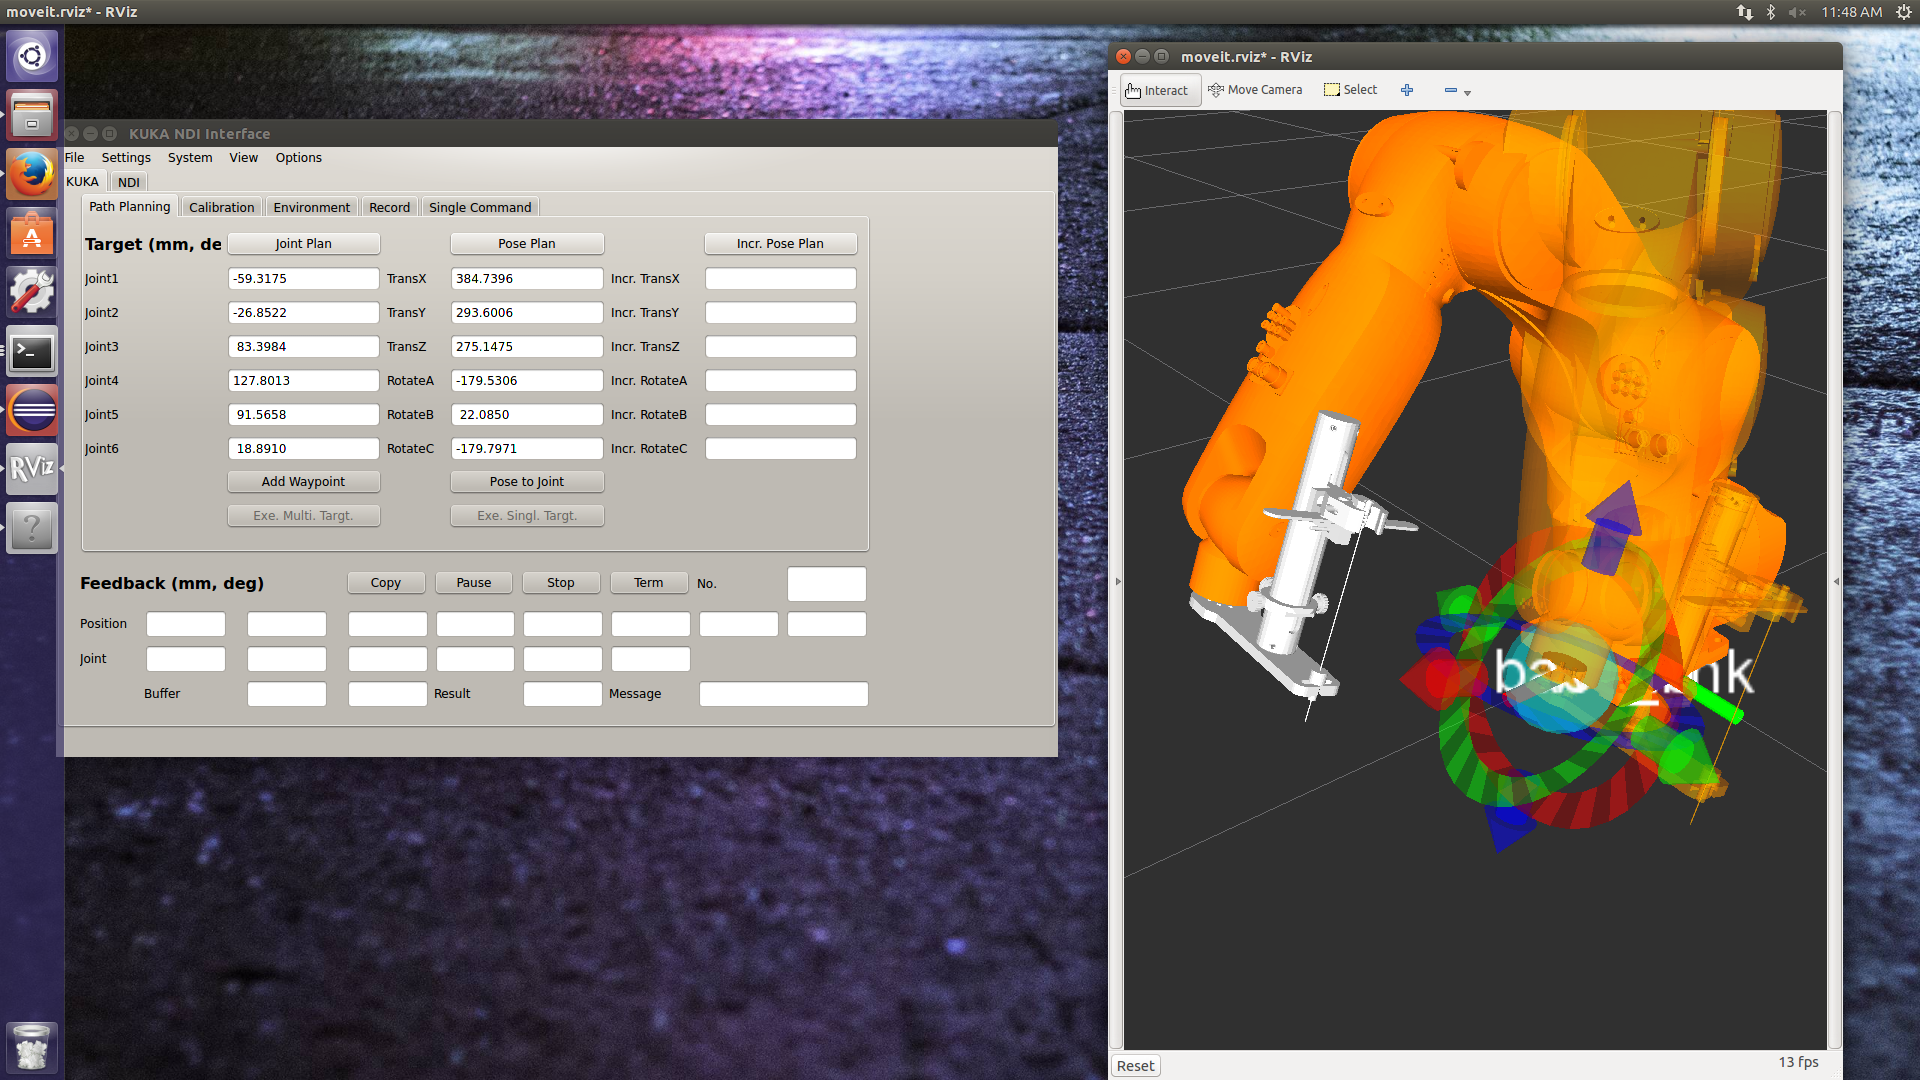 moveit.rviz* - RViz
11:48 AM
KUKA NDI Interface
File Settings System View Options
KUKA NDI
Path Planning Calibration Environment Record Single Command
Target (mm, de Joint Plan Pose Plan Incr. Pose Plan
Joint1 -59.3175 TransX 384.7396 Incr. TransX
Joint2 -26.8522 TransY 293.6006 Incr. TransY
Joint3 83.3984 TransZ 275.1475 Incr. TransZ
Joint4 127.8013 RotateA -179.5306 Incr. RotateA
Joint5 91.5658 RotateB 22.0850 Incr. RotateB
Joint6 18.8910 RotateC -179.7971 Incr. RotateC
Add Waypoint Pose to Joint
Exe. Multi. Targt. Exe. Singl. Targt.
Feedback (mm, deg) Copy Pause Stop Term No.
Position
Joint
Buffer Result Message
RViz
moveit.rviz* - RViz
Interact Move Camera Select
Reset
13 fps